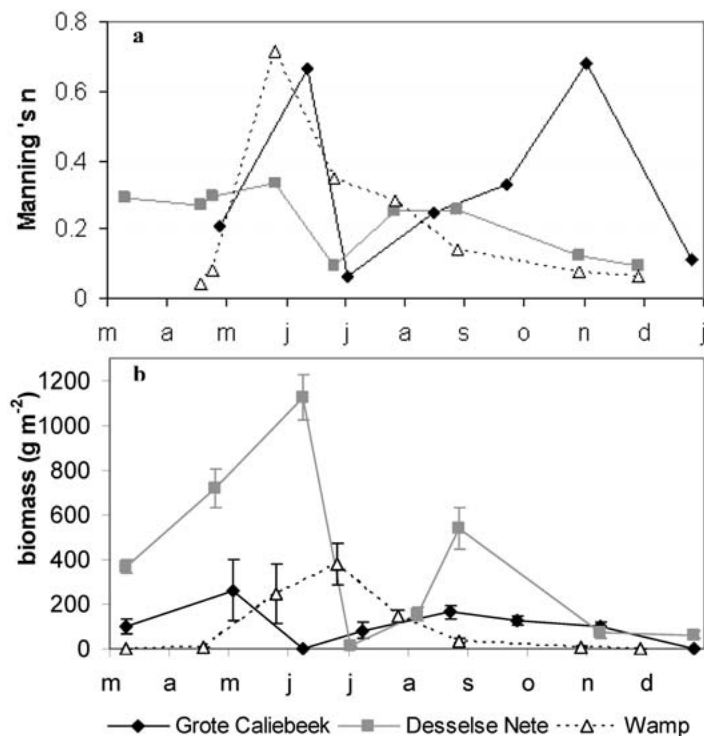 a
Manning 's n
0.8
0.6
0.4
0.2
0
m a m j j a s o n d j
b
biomass (g m⁻²)
1200
1000
800
600
400
200
0
m a m j j a s o n d
Grote Caliebeek Desselse Nete Wamp